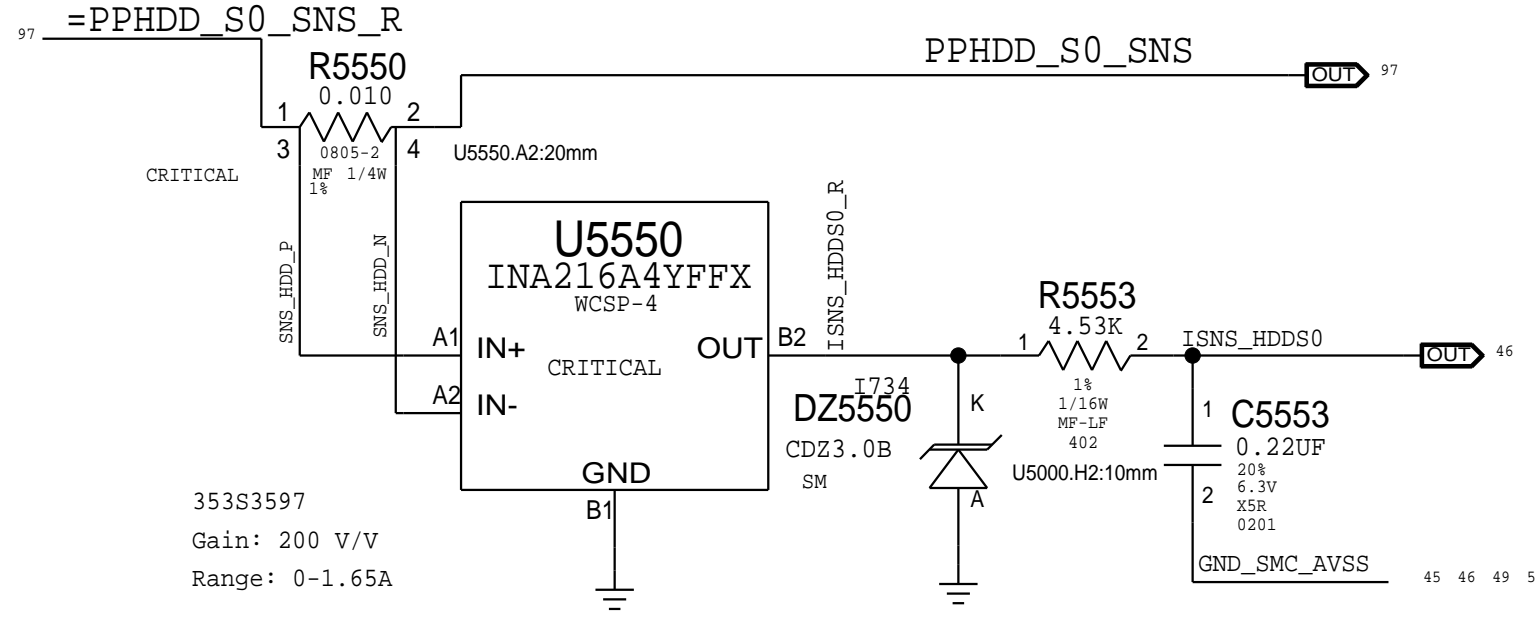 97 =PPHDD_S0_SNS_R
PPHDD_S0_SNS
OUT 97
R5550
0.010
1 2
3 4
0805-2
MF 1/4W
1%
CRITICAL
U5550.A2:20mm
SNS_HDD_P
SNS_HDD_N
U5550
INA216A4YFFX
WCSP-4
A1 IN+
CRITICAL
OUT B2
A2 IN-
GND
B1
ISNS_HDDS0_R
R5553
4.53K
1 2
1%
1/16W
MF-LF
402
U5000.H2:10mm
ISNS_HDDS0
OUT 46
I734
DZ5550
CDZ3.0B
SM
K
A
1
C5553
0.22UF
20%
6.3V
X5R
0201
2
GND_SMC_AVSS
45 46 49 5
353S3597
Gain: 200 V/V
Range: 0-1.65A